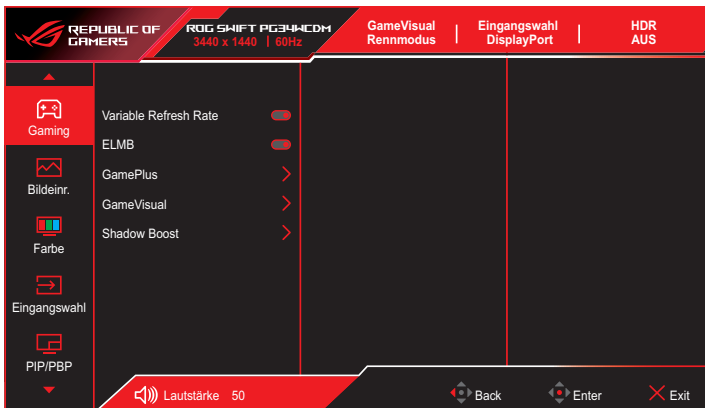 REPUBLIC OF
GAMERS
ROG SWIFT PG34WCDM
3440 x 1440 | 60Hz
GameVisual
Rennmodus
Eingangswahl
DisplayPort
HDR
AUS
Gaming
Bildeinr.
Farbe
Eingangswahl
PIP/PBP
Variable Refresh Rate
ELMB
GamePlus
GameVisual
Shadow Boost
Lautstärke 50
Back
Enter
Exit